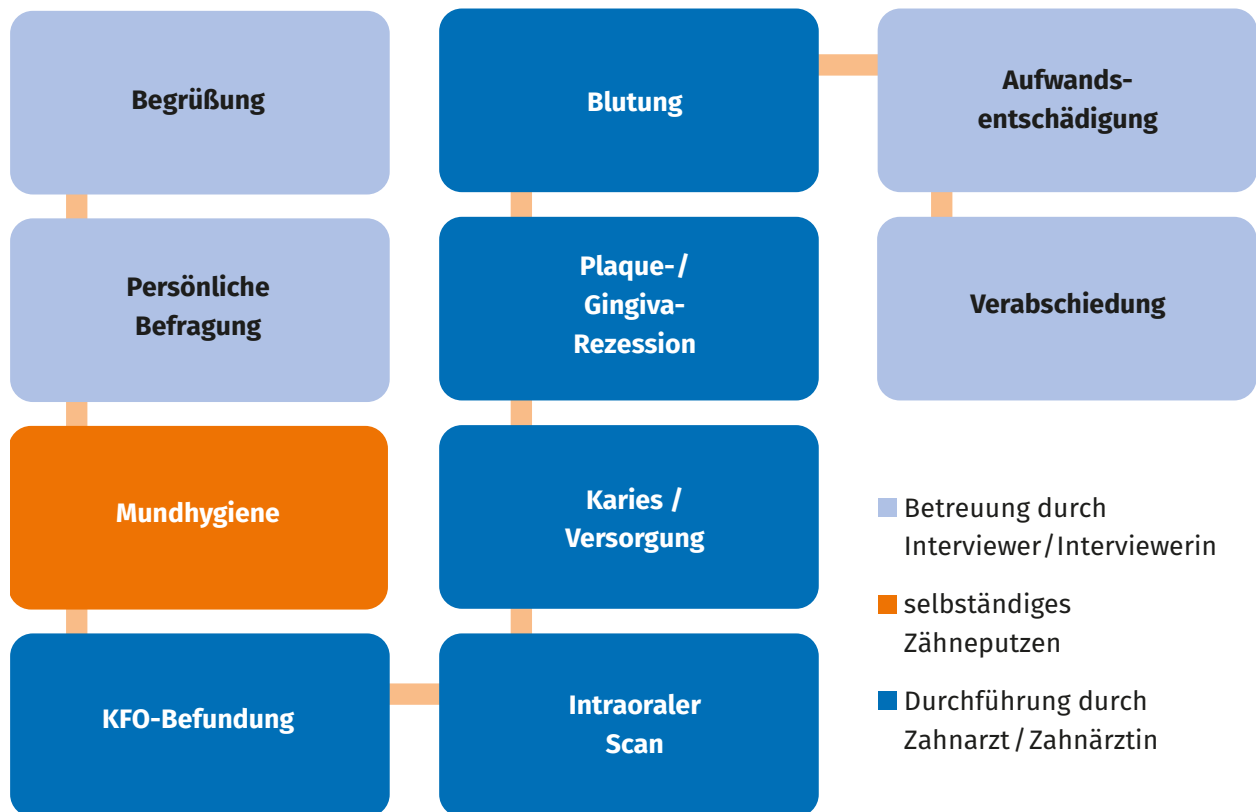 Begrüßung
Persönliche
Befragung
Mundhygiene
KFO-Befundung
Intraoraler
Scan
Karies /
Versorgung
Plaque-/
Gingiva-
Rezession
Blutung
Aufwands-
entschädigung
Verabschiedung
Betreuung durch
Interviewer/Interviewerin
selbständiges
Zähneputzen
Durchführung durch
Zahnarzt/Zahnärztin